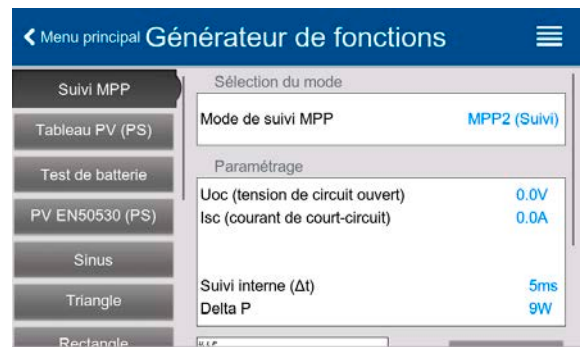 Menu principal Générateur de fonctions
Suivi MPP
Tableau PV (PS)
Test de batterie
PV EN50530 (PS)
Sinus
Triangle
Rectangle
Sélection du mode
Mode de suivi MPP MPP2 (Suivi)
Paramétrage
Uoc (tension de circuit ouvert) 0.0V
Isc (courant de court-circuit) 0.0A
Suivi interne (Δt) 5ms
Delta P 9W